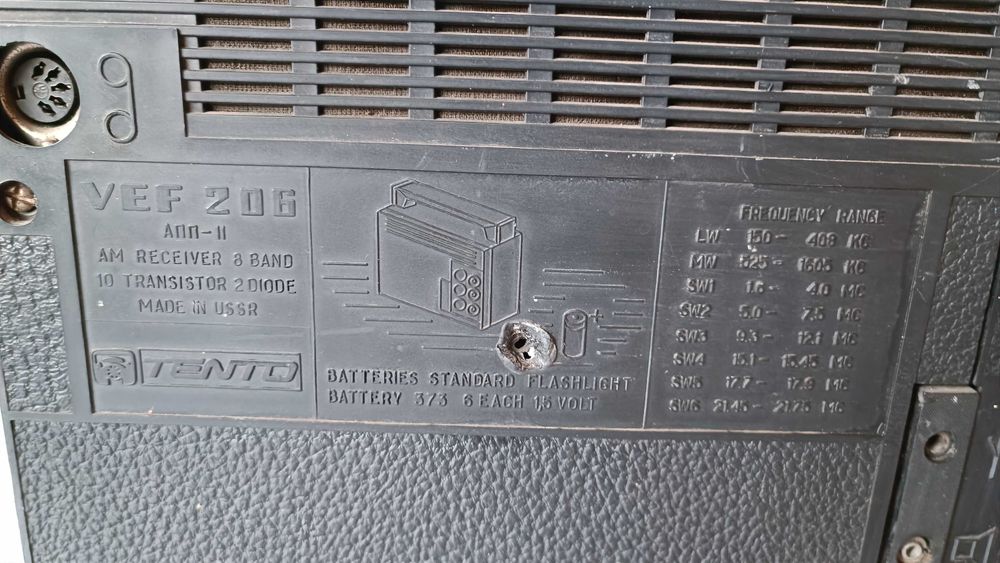 VEF 206
Апп-II
AM RECEIVER 8 BAND
10 TRANSISTOR 2 DIODE
MADE IN USSR
TENTO
+
BATTERIES STANDARD FLASHLIGHT
BATTERY 373 6 EACH 1,5 VOLT
FREQUENCY RANGE
LW 150 - 408 KC
MW 525 - 1605 KC
SW1 1.6 - 4.0 MC
SW2 5.0 - 7.5 MC
SW3 9.3 - 12.1 MC
SW4 15.1 - 15.45 MC
SW5 17.7 - 17.9 MC
SW6 21.45 - 21.75 MC